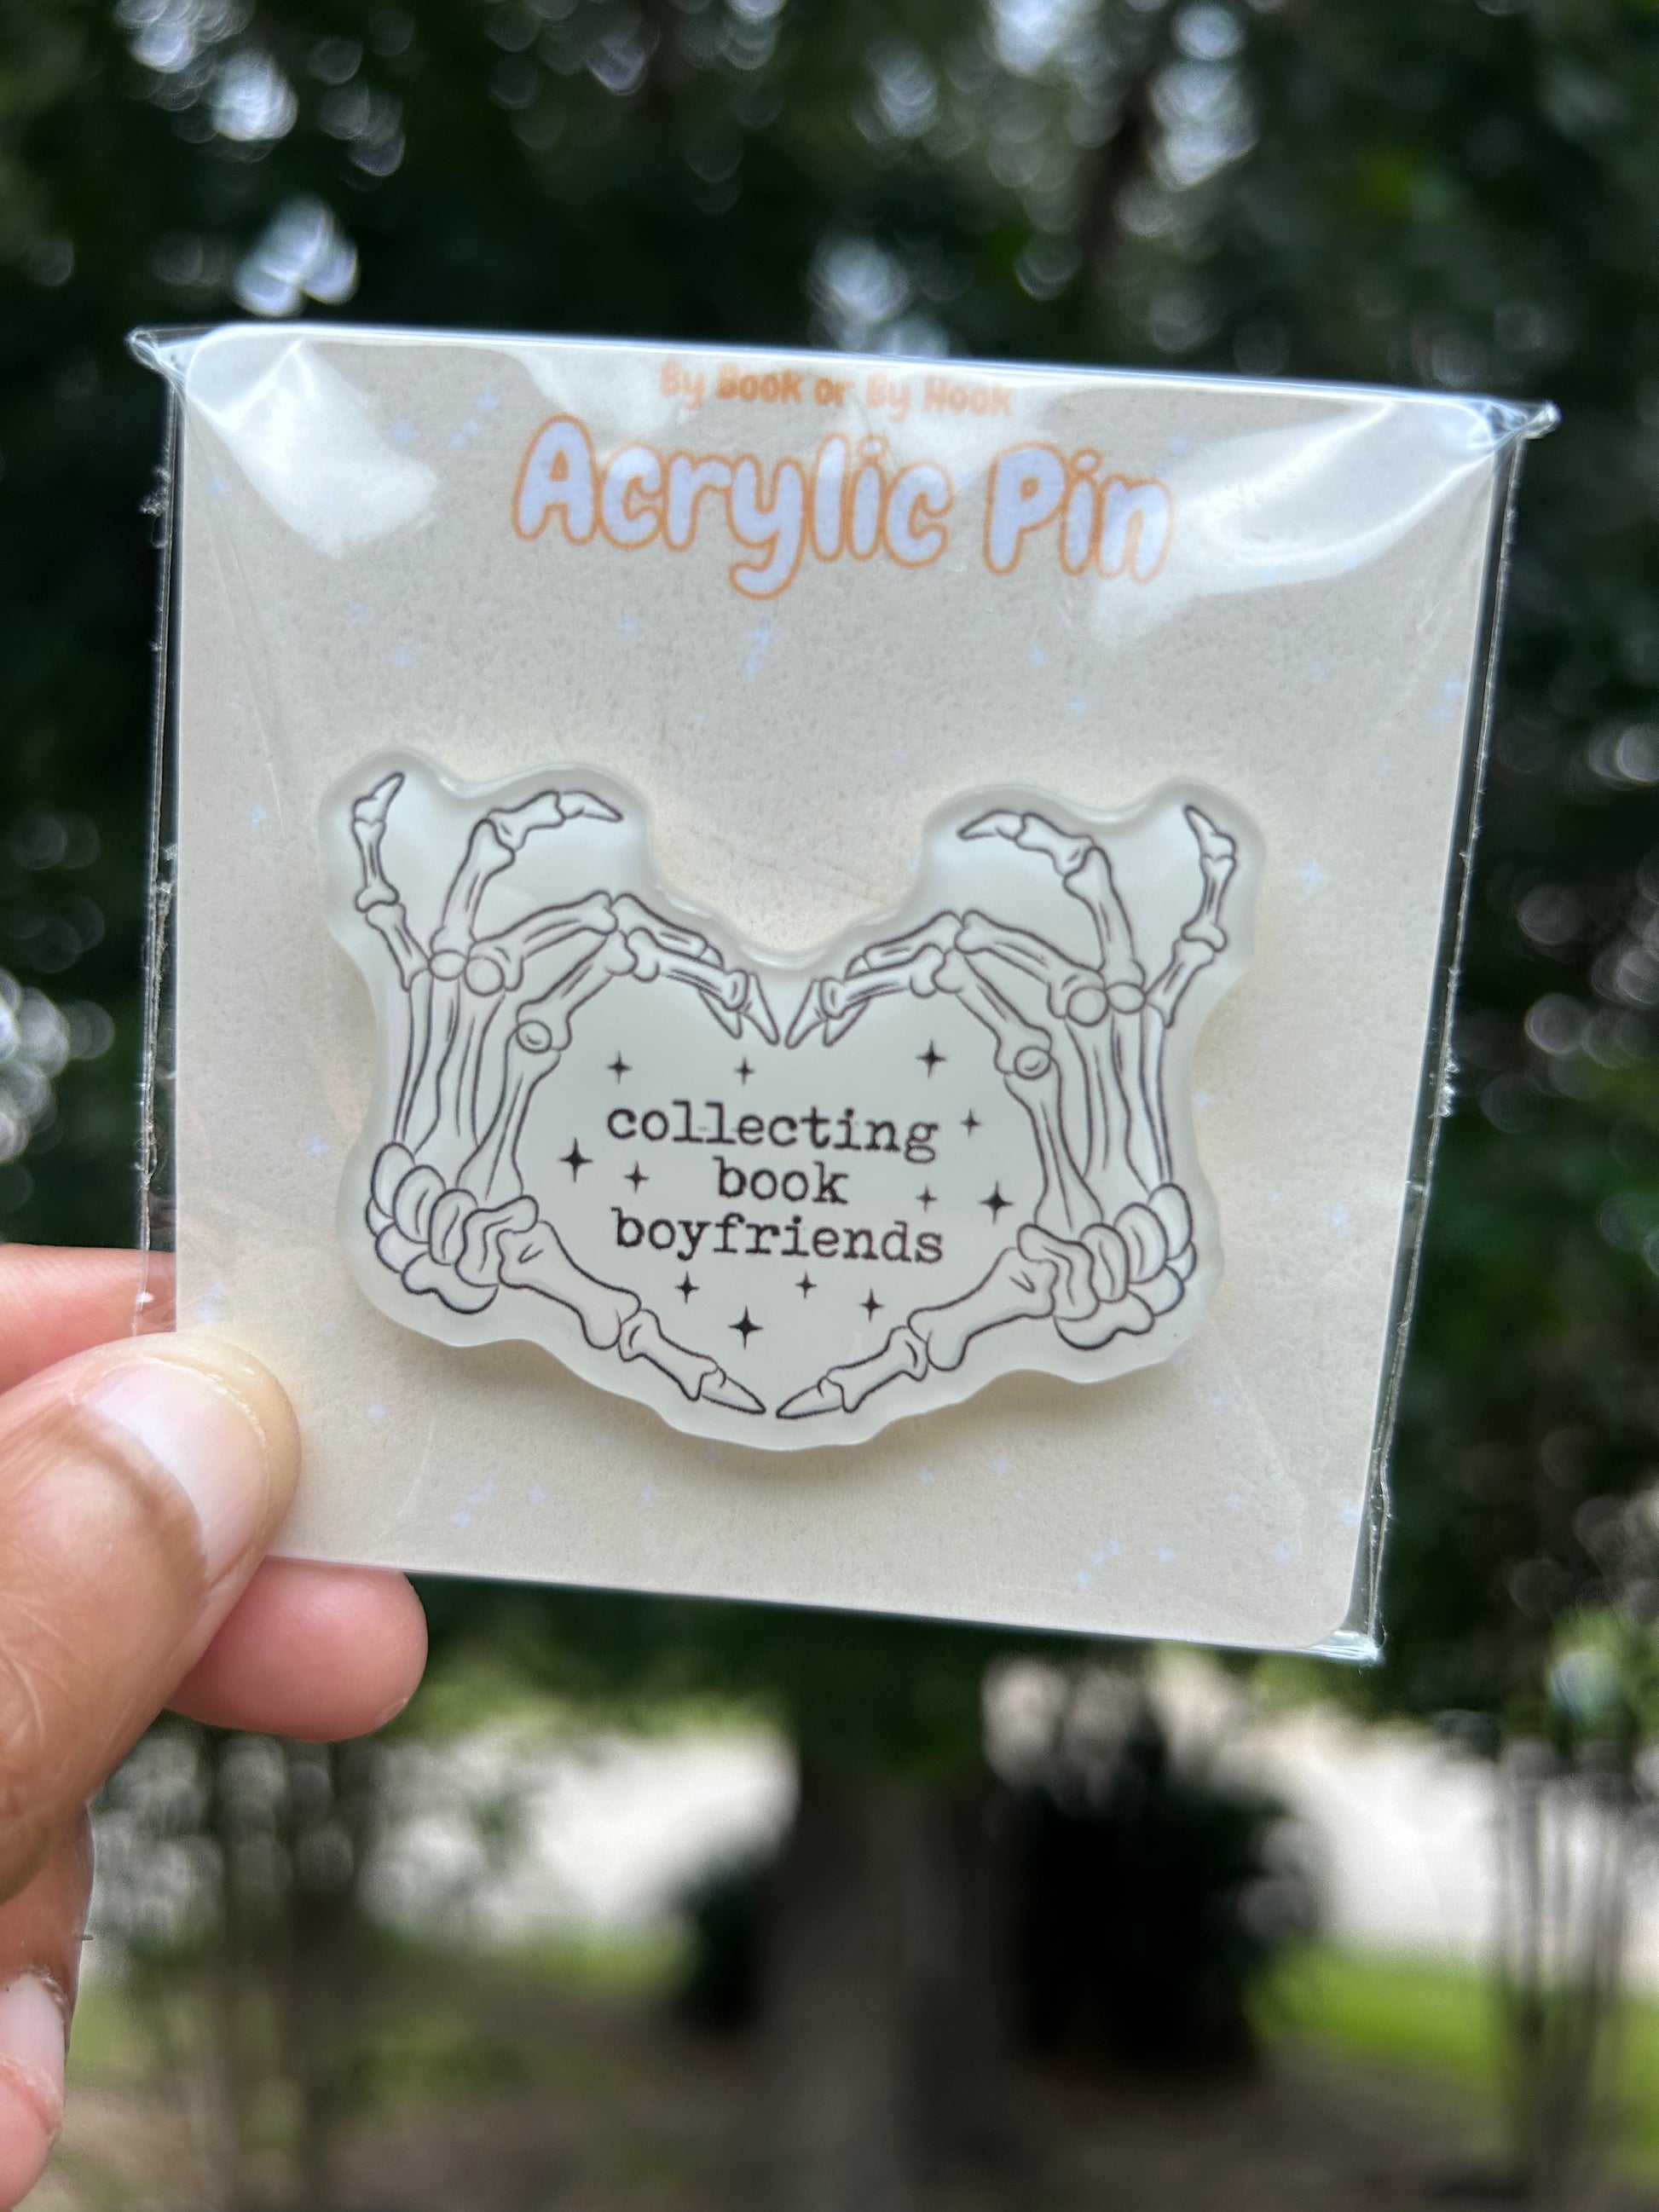 By Book or By Hook
Acrylic Pin
collecting
book
boyfriends